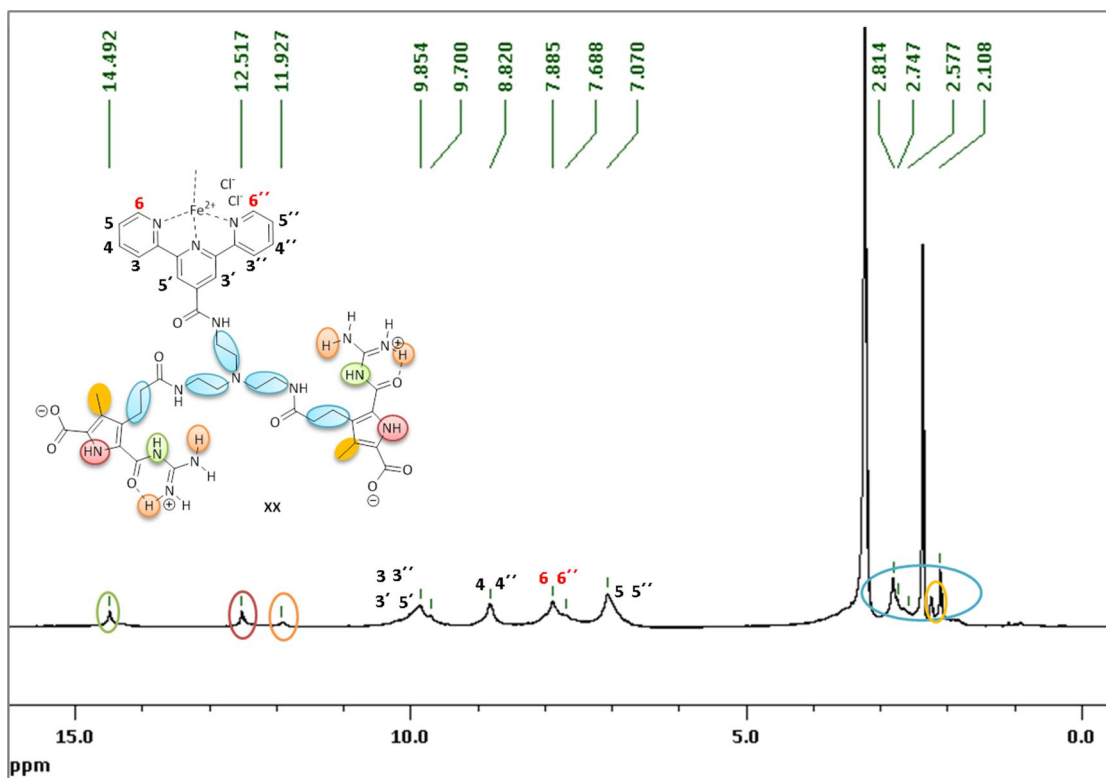 14.492
12.517
11.927
9.854
9.700
8.820
7.885
7.688
7.070
2.814
2.747
2.577
2.108
Cl-
Cl-
6
Fe2+
6´´
5
N
N
5´´
4
N
4´´
3
3´´
5´
3´
O
NH
H
H
H
N
N
⊕
H
HN
O
O
O
N
H
N
N
H
NH
O
O
⊖
O
NH
HN
O
H
N
H
N
H
O
N
H
H
⊕
N
H
O
O
⊖
XX
3 3´´
3´ 5´
4 4´´
6 6´´
5 5´´
15.0
10.0
5.0
0.0
ppm